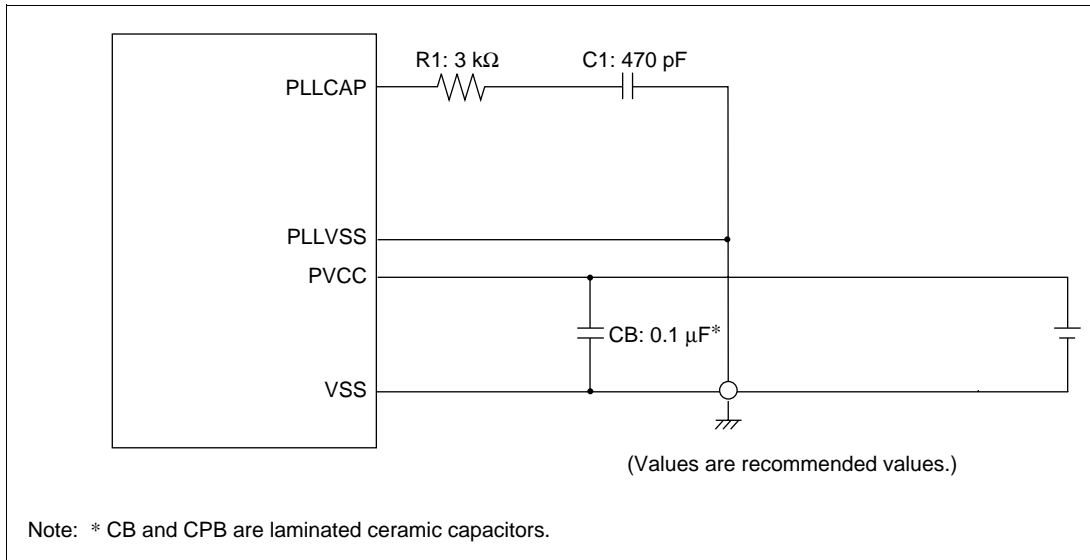 R1: 3 kΩ
C1: 470 pF
PLLCAP
PLLVSS
PVCC
CB: 0.1 μF*
VSS
(Values are recommended values.)
Note: * CB and CPB are laminated ceramic capacitors.